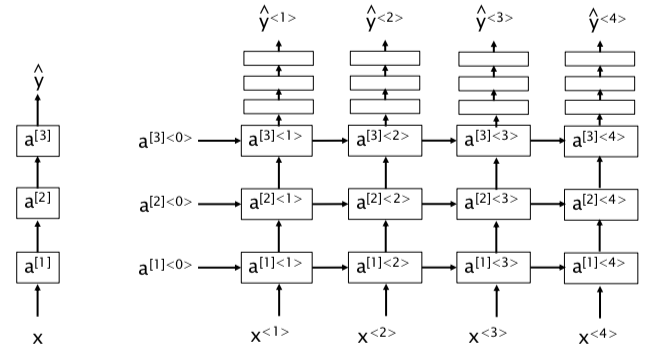 ŷ<1> ŷ<2> ŷ<3> ŷ<4>
ŷ
a[3] a[3]<0> a[3]<1> a[3]<2> a[3]<3> a[3]<4>
a[2] a[2]<0> a[2]<1> a[2]<2> a[2]<3> a[2]<4>
a[1] a[1]<0> a[1]<1> a[1]<2> a[1]<3> a[1]<4>
x x<1> x<2> x<3> x<4>